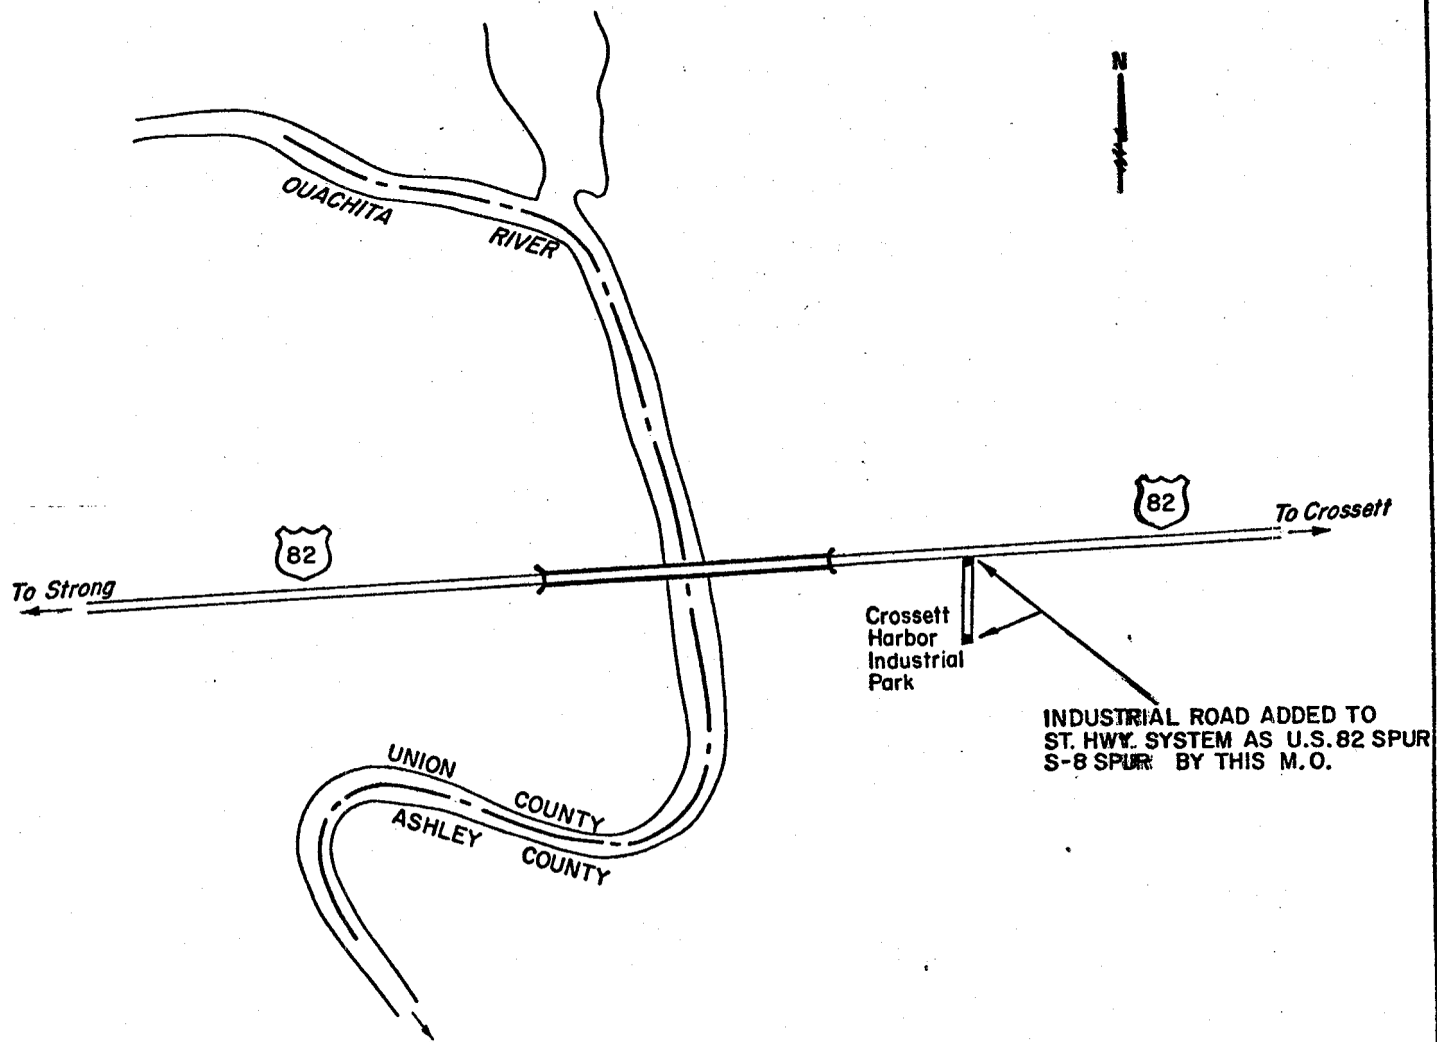 N
OUACHITA
RIVER
82
To Crossett
82
To Strong
Crossett
Harbor
Industrial
Park
INDUSTRIAL ROAD ADDED TO
ST. HWY. SYSTEM AS U.S. 82 SPUR
S-8 SPUR BY THIS M.O.
UNION COUNTY
ASHLEY COUNTY